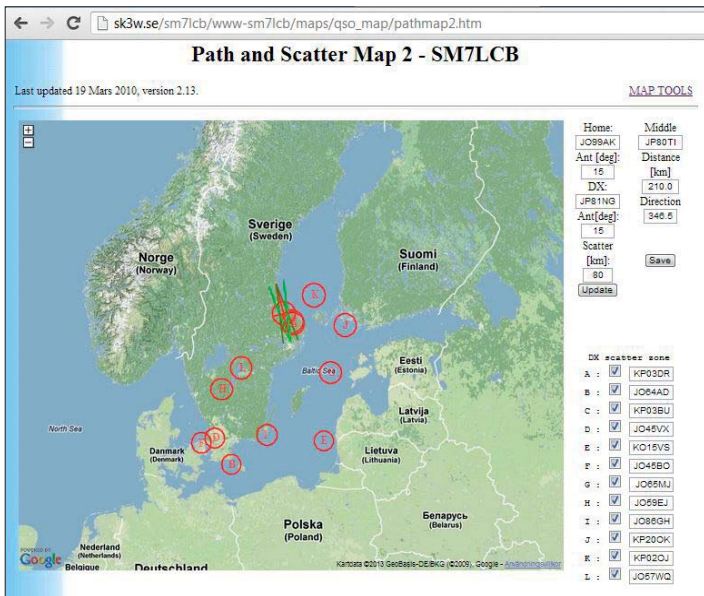 sk3w.se/sm7lcb/www-sm7lcb/maps/qso_map/pathmap2.htm
Path and Scatter Map 2 - SM7LCB
Last updated 19 Mars 2010, version 2.13.
MAP TOOLS
Home:
JO99AK
Ant [deg]:
15
DX:
JP81NG
Ant[deg]:
15
Scatter
[km]:
80
Update
Middle
JP80TI
Distance
[km]
210.0
Direction
346.5
Save
Norge
(Norway)
Sverige
(Sweden)
Suomi
(Finland)
K
J
L
H
Baltic Sea
Eesti
(Estonia)
Latvija
(Latvia)
North Sea
Danmark
(Denmark)
F
D
I
E
B
Lietuva
(Lithuania)
Беларусь
(Belarus)
Polska
(Poland)
Nederland
(Netherlands)
Belgique
Deutschland
POWERED BY
Google
Kartdata ©2013 GeoBasis-DE/BKG (©2009), Google - Användningsvillkor
DX scatter zone
A : KP03DR
B : JO64AD
C : KP03BU
D : JO45VX
E : KO15VS
F : JO45BO
G : JO65MJ
H : JO59EJ
I : JO86GH
J : KP20OK
K : KP02OJ
L : JO57WQ